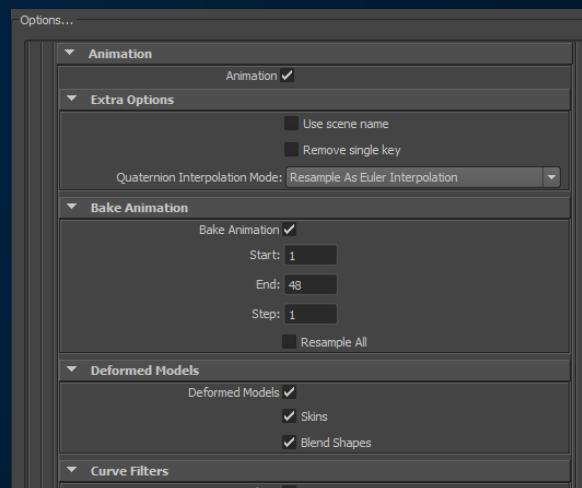 Options...
Animation
Animation
Extra Options
Use scene name
Remove single key
Quaternion Interpolation Mode: Resample As Euler Interpolation
Bake Animation
Bake Animation
Start: 1
End: 48
Step: 1
Resample All
Deformed Models
Deformed Models
Skins
Blend Shapes
Curve Filters